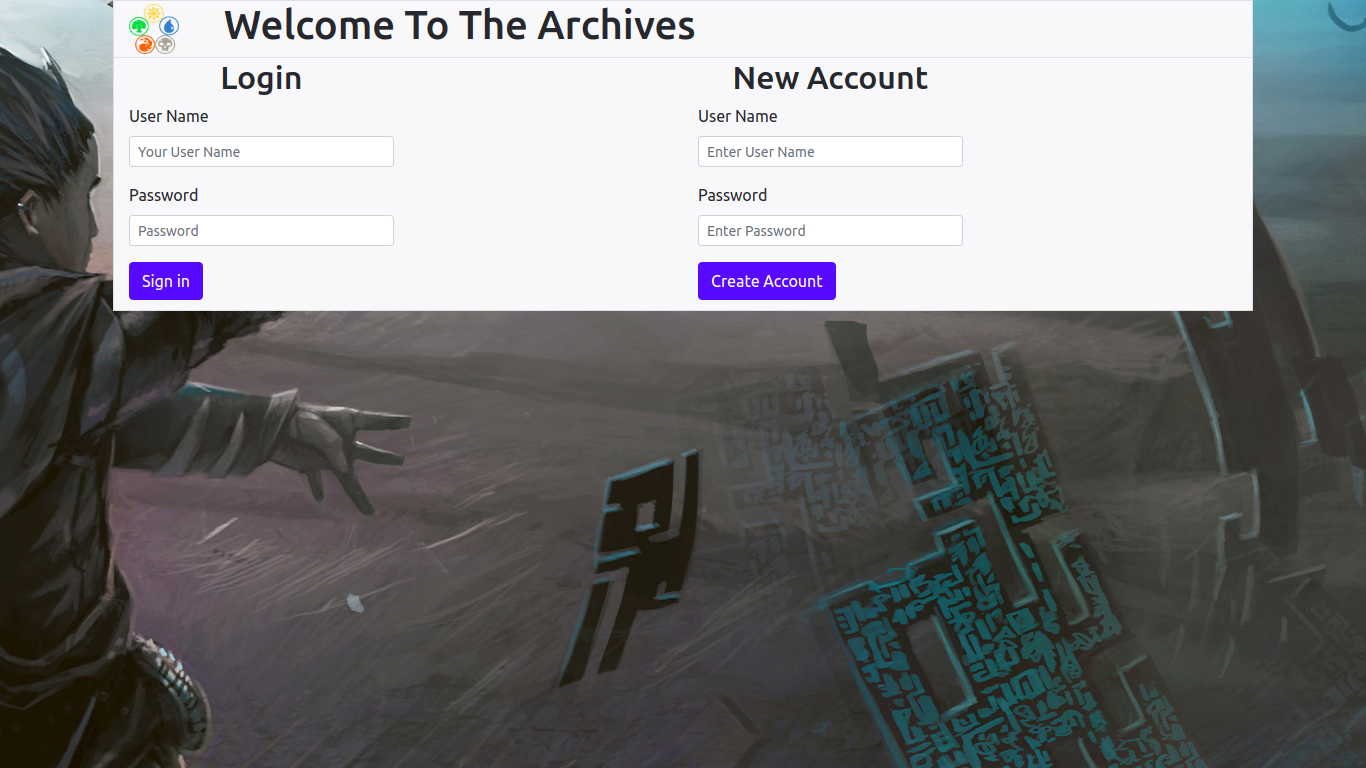 Welcome To The Archives
Login
User Name
Your User Name
Password
Password
Sign in
New Account
User Name
Enter User Name
Password
Enter Password
Create Account